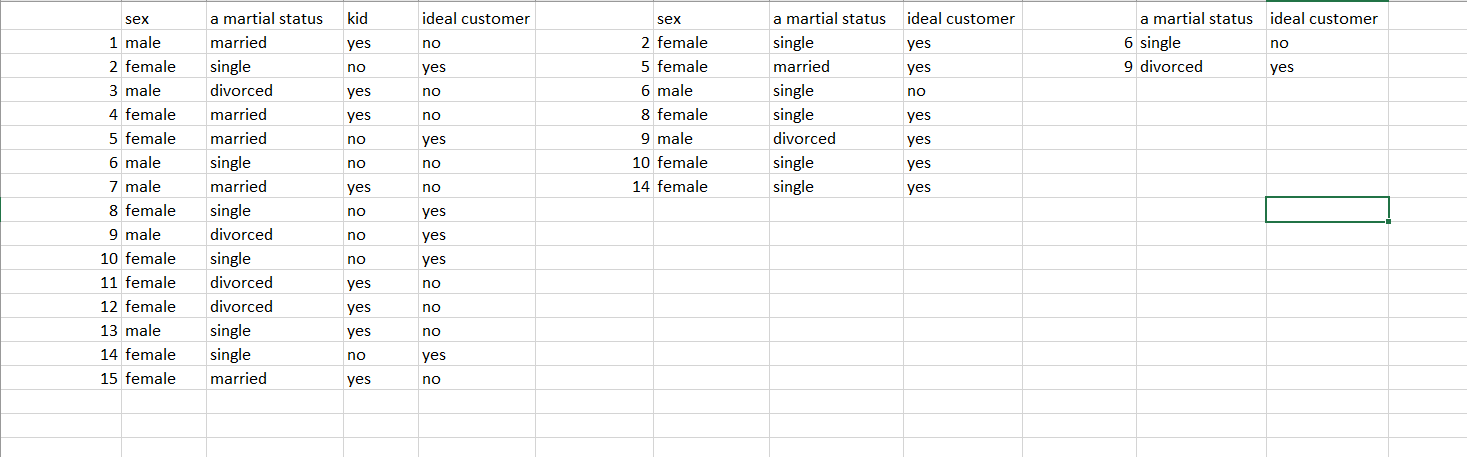 sex a martial status kid ideal customer sex a martial status ideal customer a martial status ideal customer
1 male married yes no 2 female single yes 6 single no
2 female single no yes 5 female married yes 9 divorced yes
3 male divorced yes no 6 male single no
4 female married yes no 8 female single yes
5 female married no yes 9 male divorced yes
6 male single no no 10 female single yes
7 male married yes no 14 female single yes
8 female single no yes
9 male divorced no yes
10 female single no yes
11 female divorced yes no
12 female divorced yes no
13 male single yes no
14 female single no yes
15 female married yes no